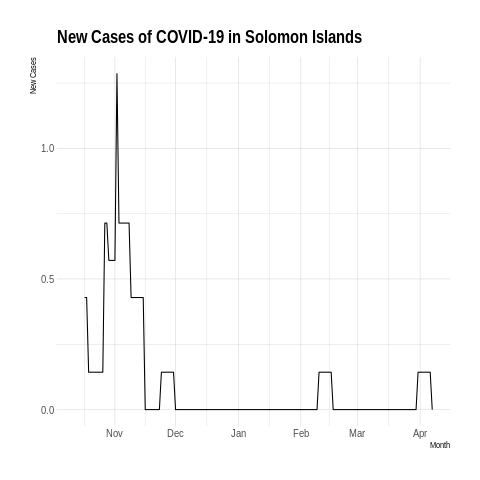 New Cases of COVID-19 in Solomon Islands
New Cases
1.0
0.5
0.0
Nov Dec Jan Feb Mar Apr
Month